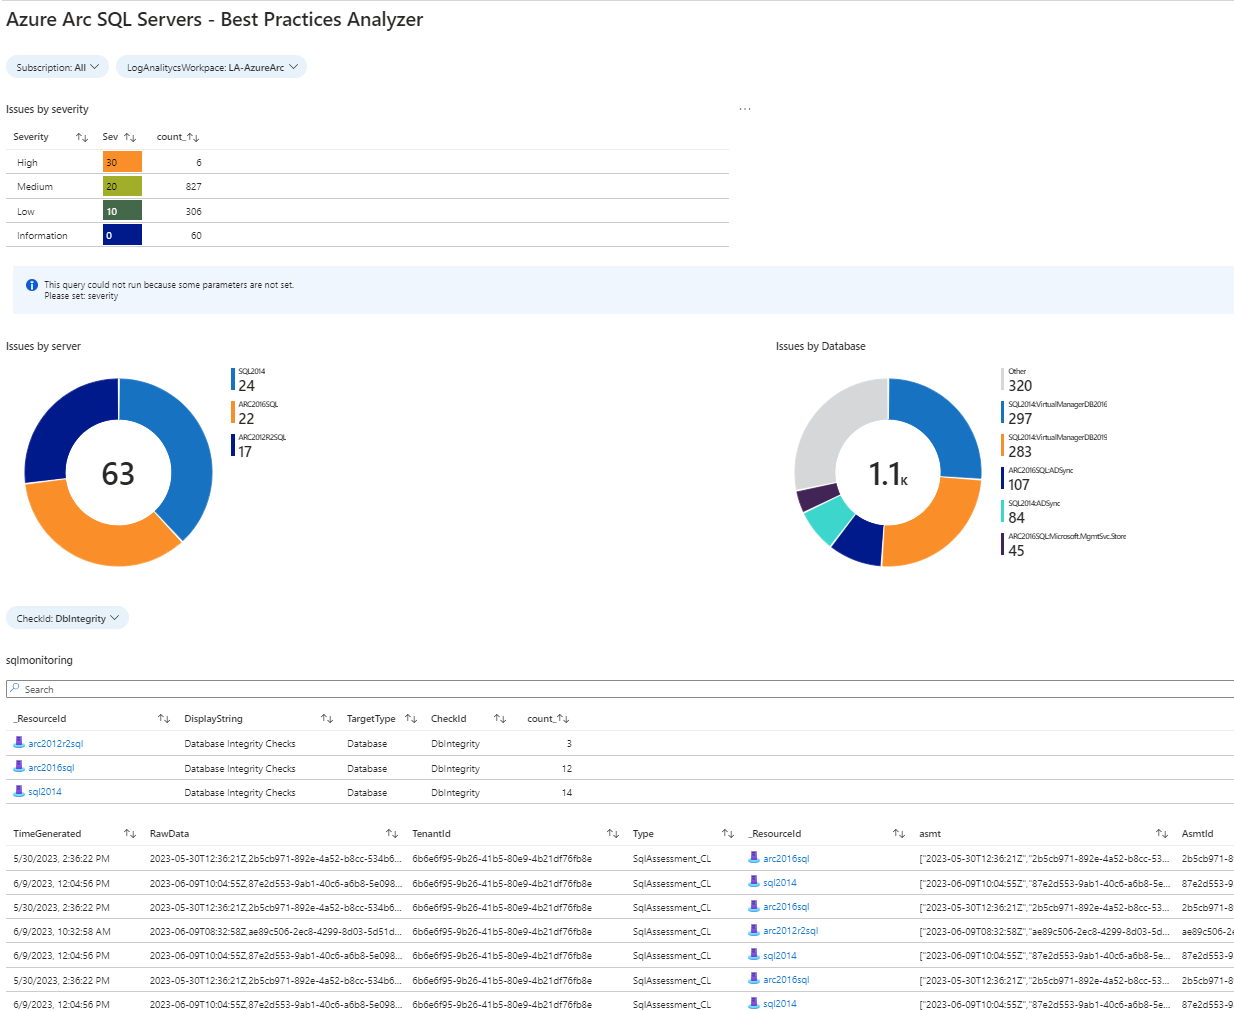 Azure Arc SQL Servers - Best Practices Analyzer
Subscription: All LogAnalitycsWorkpace: LA-AzureArc
Issues by severity ...
Severity Sev count_
High 30 6
Medium 20 827
Low 10 306
Information 0 60
This query could not run because some parameters are not set.
Please set: severity
Issues by server
63
SQL2014
24
ARC2016SQL
22
ARC2012R2SQL
17
Issues by Database
1.1K
Other
320
SQL2014:VirtualManagerDB2016
297
SQL2014:VirtualManagerDB2019
283
ARC2016SQL:ADSync
107
SQL2014:ADSync
84
ARC2016SQL:Microsoft.MgmtSvc.Store
45
CheckId: DbIntegrity
sqlmonitoring
Search
_ResourceId DisplayString TargetType CheckId count_
arc2012r2sql Database Integrity Checks Database DbIntegrity 3
arc2016sql Database Integrity Checks Database DbIntegrity 12
sql2014 Database Integrity Checks Database DbIntegrity 14
TimeGenerated RawData TenantId Type _ResourceId asmt AsmtId
5/30/2023, 2:36:22 PM 2023-05-30T12:36:21Z,2b5cb971-892e-4a52-b8cc-534b6... 6b6e6f95-9b26-41b5-80e9-4b21df76fb8e SqlAssessment_CL arc2016sql ["2023-05-30T12:36:21Z","2b5cb971-892e-4a52-b8cc-53... 2b5cb971-8
6/9/2023, 12:04:56 PM 2023-06-09T10:04:55Z,87e2d553-9ab1-40c6-a6b8-5e098... 6b6e6f95-9b26-41b5-80e9-4b21df76fb8e SqlAssessment_CL sql2014 ["2023-06-09T10:04:55Z","87e2d553-9ab1-40c6-a6b8-5e... 87e2d553-9
5/30/2023, 2:36:22 PM 2023-05-30T12:36:21Z,2b5cb971-892e-4a52-b8cc-534b6... 6b6e6f95-9b26-41b5-80e9-4b21df76fb8e SqlAssessment_CL arc2016sql ["2023-05-30T12:36:21Z","2b5cb971-892e-4a52-b8cc-53... 2b5cb971-8
6/9/2023, 10:32:58 AM 2023-06-09T08:32:58Z,ae89c506-2ec8-4299-8d03-5d51d... 6b6e6f95-9b26-41b5-80e9-4b21df76fb8e SqlAssessment_CL arc2012r2sql ["2023-06-09T08:32:58Z","ae89c506-2ec8-4299-8d03-5d... ae89c506-2e
6/9/2023, 12:04:56 PM 2023-06-09T10:04:55Z,87e2d553-9ab1-40c6-a6b8-5e098... 6b6e6f95-9b26-41b5-80e9-4b21df76fb8e SqlAssessment_CL sql2014 ["2023-06-09T10:04:55Z","87e2d553-9ab1-40c6-a6b8-5e... 87e2d553-9
5/30/2023, 2:36:22 PM 2023-05-30T12:36:21Z,2b5cb971-892e-4a52-b8cc-534b6... 6b6e6f95-9b26-41b5-80e9-4b21df76fb8e SqlAssessment_CL arc2016sql ["2023-05-30T12:36:21Z","2b5cb971-892e-4a52-b8cc-53... 2b5cb971-8
6/9/2023, 12:04:56 PM 2023-06-09T10:04:55Z,87e2d553-9ab1-40c6-a6b8-5e098... 6b6e6f95-9b26-41b5-80e9-4b21df76fb8e SqlAssessment_CL sql2014 ["2023-06-09T10:04:55Z","87e2d553-9ab1-40c6-a6b8-5e... 87e2d553-9